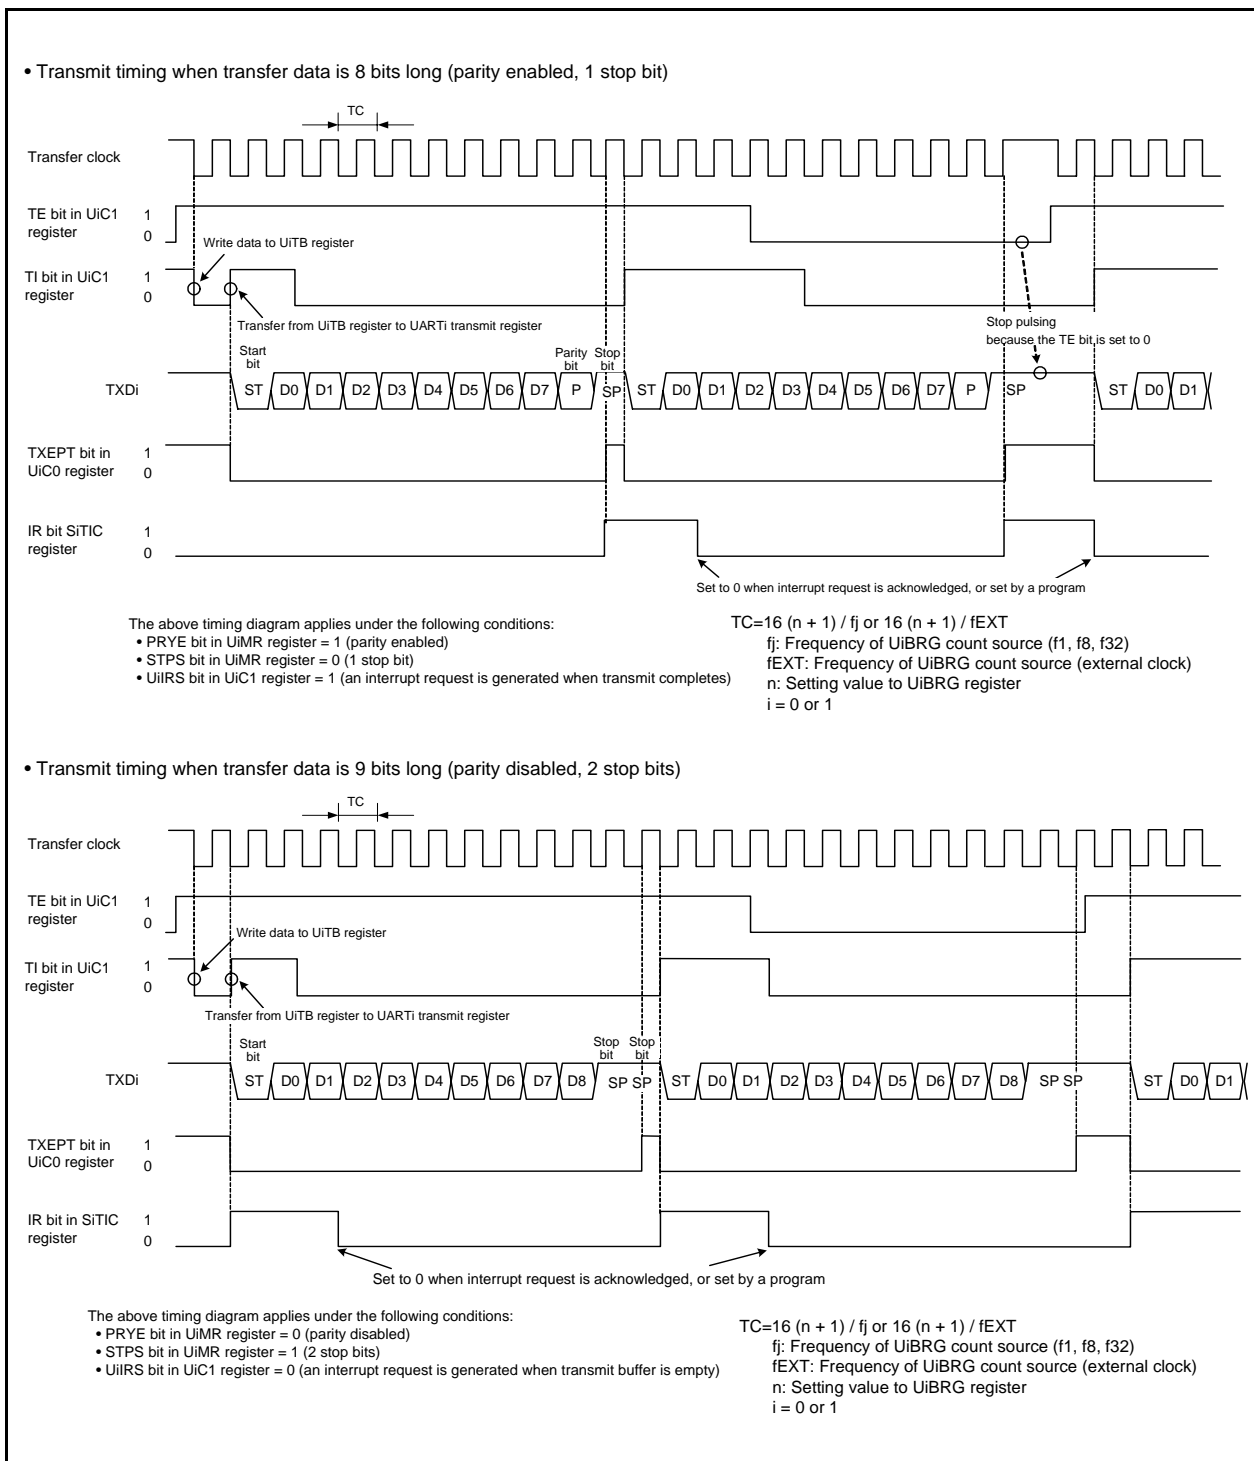 • Transmit timing when transfer data is 8 bits long (parity enabled, 1 stop bit)
TC
Transfer clock
TE bit in UiC1
register
1
0
Write data to UiTB register
TI bit in UiC1
register
1
0
Transfer from UiTB register to UARTi transmit register
Stop pulsing
because the TE bit is set to 0
Start
bit
Parity
bit
Stop
bit
TXDi
ST D0 D1 D2 D3 D4 D5 D6 D7 P SP ST D0 D1 D2 D3 D4 D5 D6 D7 P SP ST D0 D1
TXEPT bit in
UiC0 register
1
0
IR bit SiTIC
register
1
0
Set to 0 when interrupt request is acknowledged, or set by a program
The above timing diagram applies under the following conditions:
• PRYE bit in UiMR register = 1 (parity enabled)
• STPS bit in UiMR register = 0 (1 stop bit)
• UiIRS bit in UiC1 register = 1 (an interrupt request is generated when transmit completes)
TC=16 (n + 1) / fj or 16 (n + 1) / fEXT
fj: Frequency of UiBRG count source (f1, f8, f32)
fEXT: Frequency of UiBRG count source (external clock)
n: Setting value to UiBRG register
i = 0 or 1
• Transmit timing when transfer data is 9 bits long (parity disabled, 2 stop bits)
TC
Transfer clock
TE bit in UiC1
register
1
0
Write data to UiTB register
TI bit in UiC1
register
1
0
Transfer from UiTB register to UARTi transmit register
Start
bit
Stop
bit
Stop
bit
TXDi
ST D0 D1 D2 D3 D4 D5 D6 D7 D8 SP SP ST D0 D1 D2 D3 D4 D5 D6 D7 D8 SP SP ST D0 D1
TXEPT bit in
UiC0 register
1
0
IR bit in SiTIC
register
1
0
Set to 0 when interrupt request is acknowledged, or set by a program
The above timing diagram applies under the following conditions:
• PRYE bit in UiMR register = 0 (parity disabled)
• STPS bit in UiMR register = 1 (2 stop bits)
• UiIRS bit in UiC1 register = 0 (an interrupt request is generated when transmit buffer is empty)
TC=16 (n + 1) / fj or 16 (n + 1) / fEXT
fj: Frequency of UiBRG count source (f1, f8, f32)
fEXT: Frequency of UiBRG count source (external clock)
n: Setting value to UiBRG register
i = 0 or 1